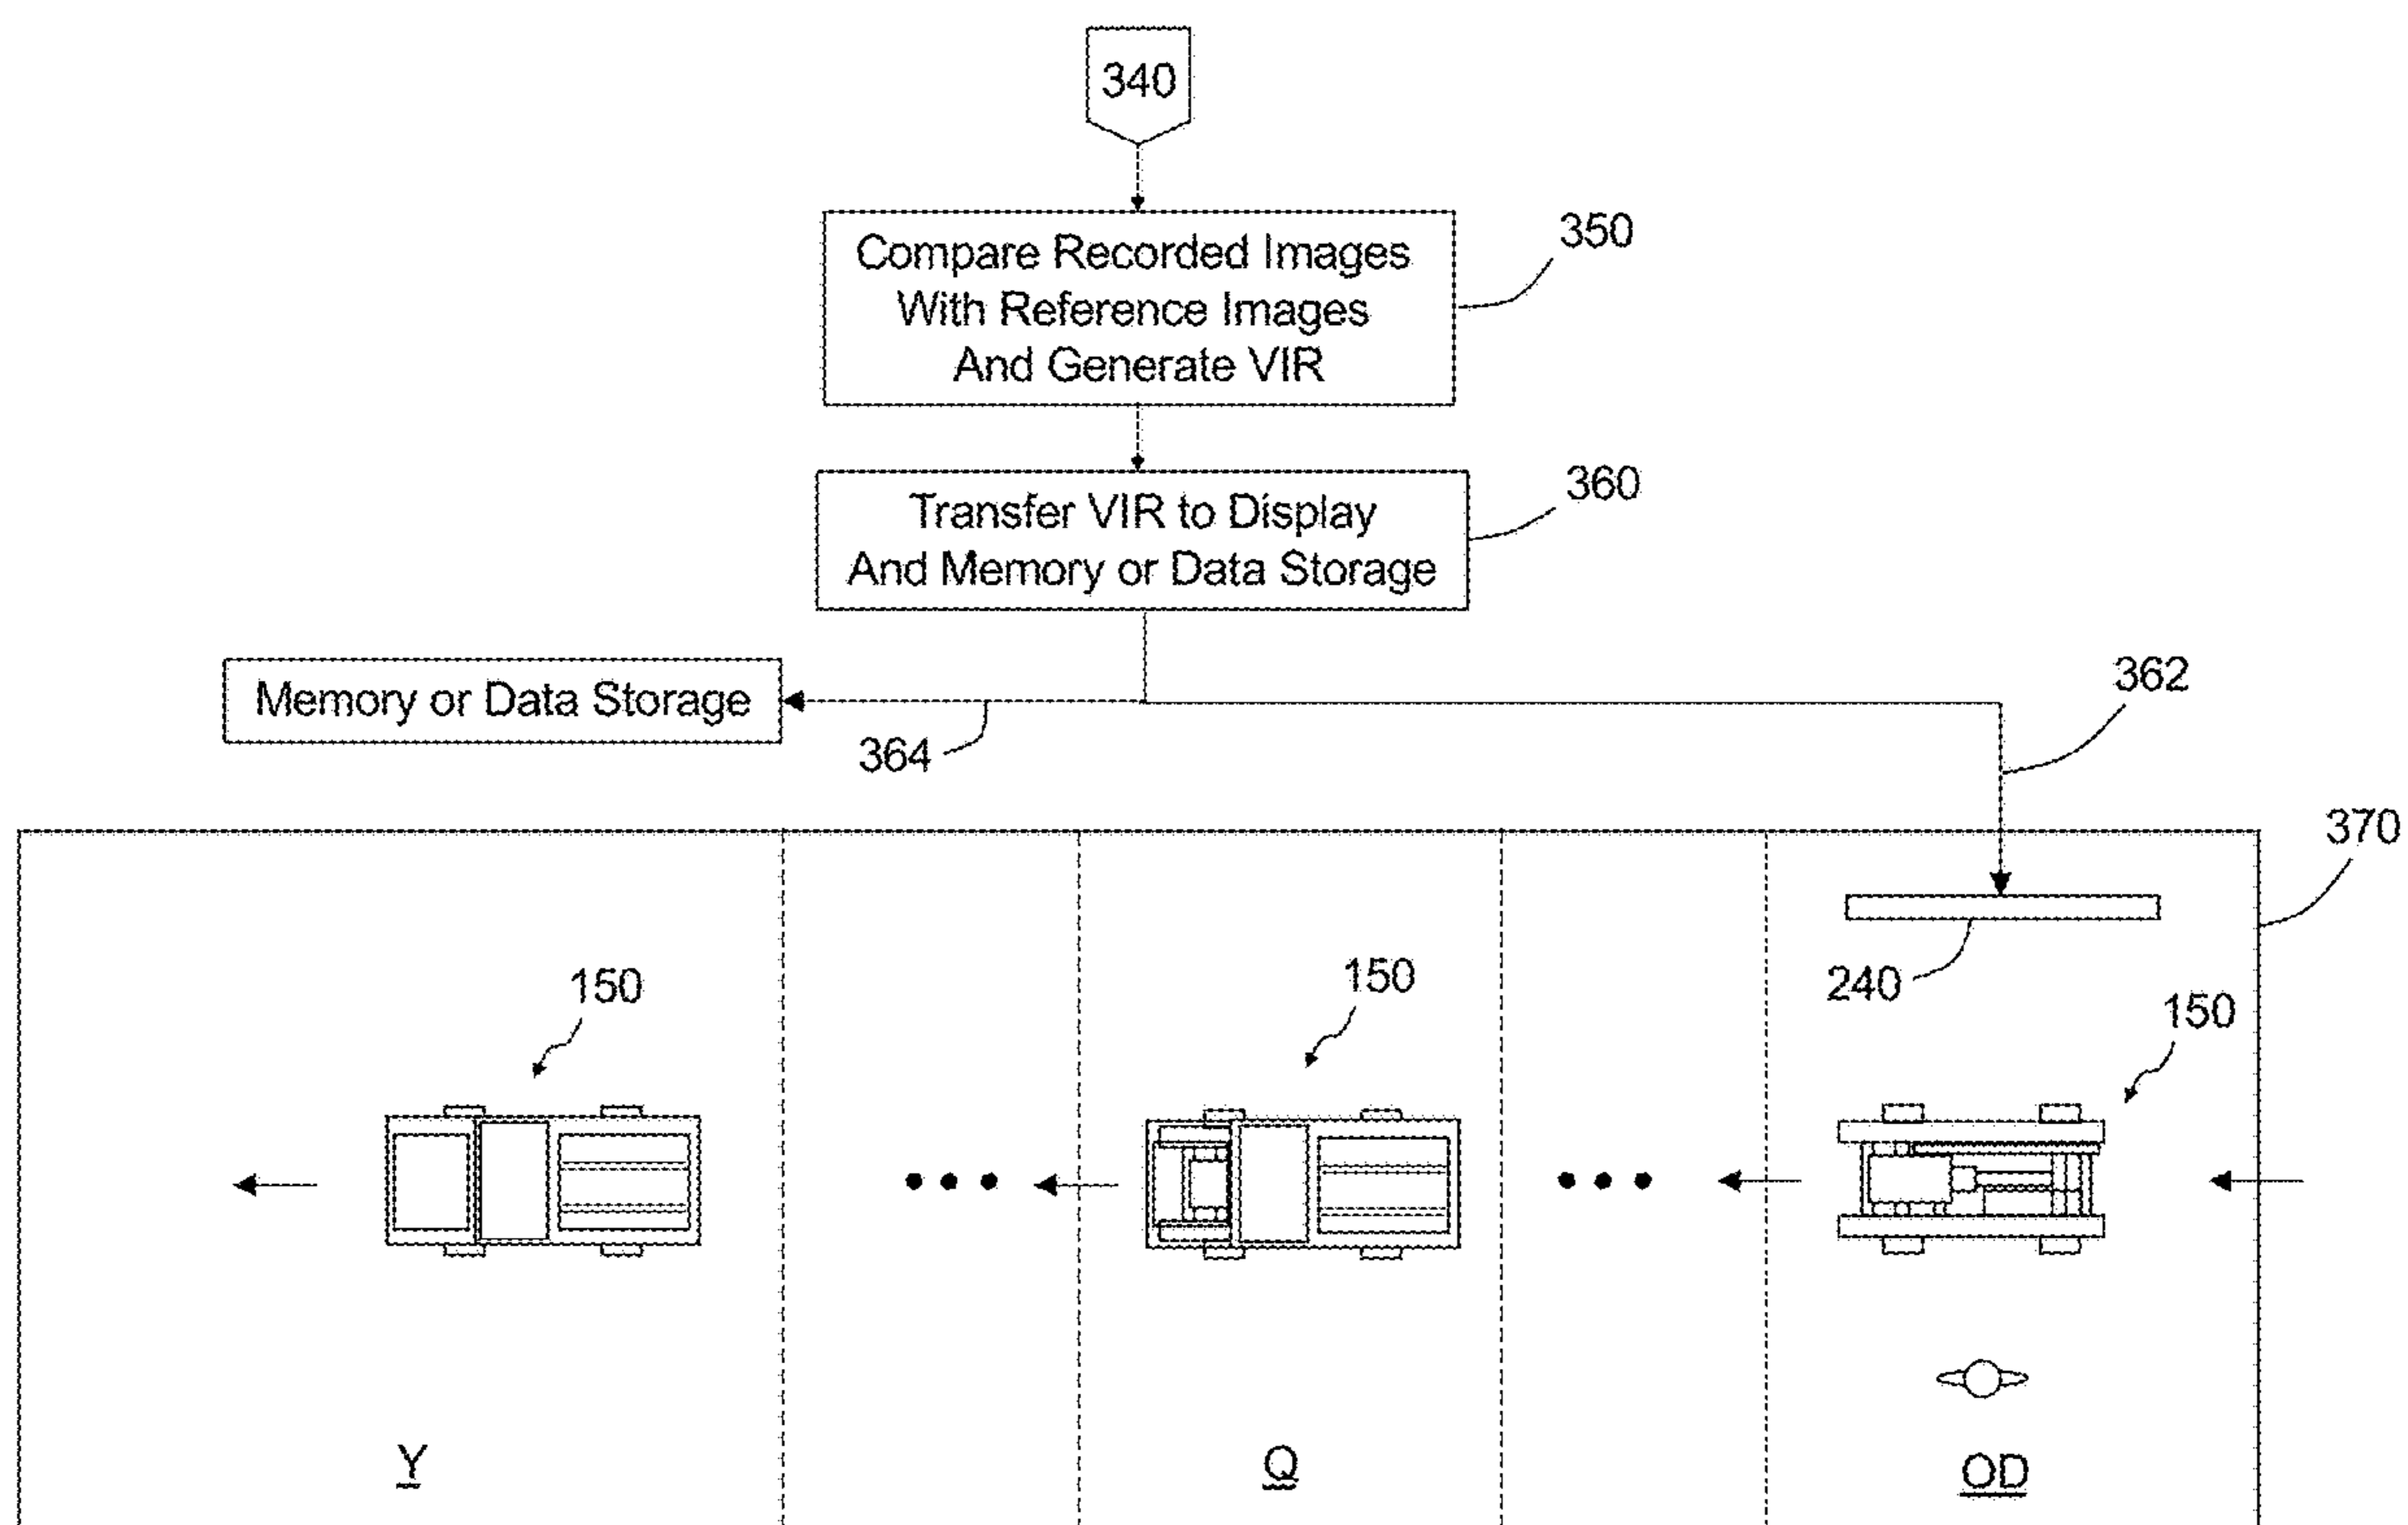 340
Compare Recorded Images
With Reference Images
And Generate VIR
350
Transfer VIR to Display
And Memory or Data Storage
360
Memory or Data Storage
364
362
370
240
150
150
150
Y
Q
OD